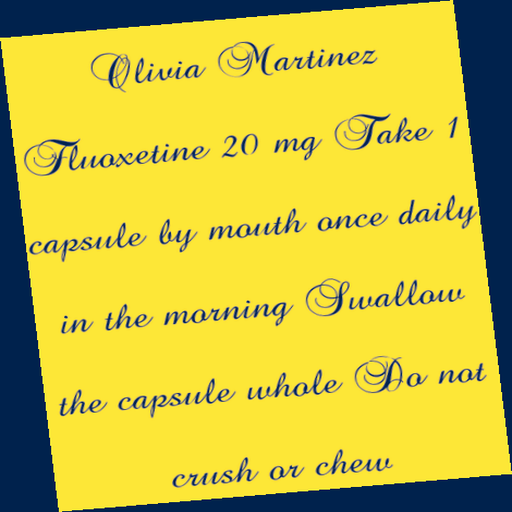 Olivia Martinez
Fluoxetine 20 mg Take 1
capsule by mouth once daily
in the morning Swallow
the capsule whole Do not
crush or chew